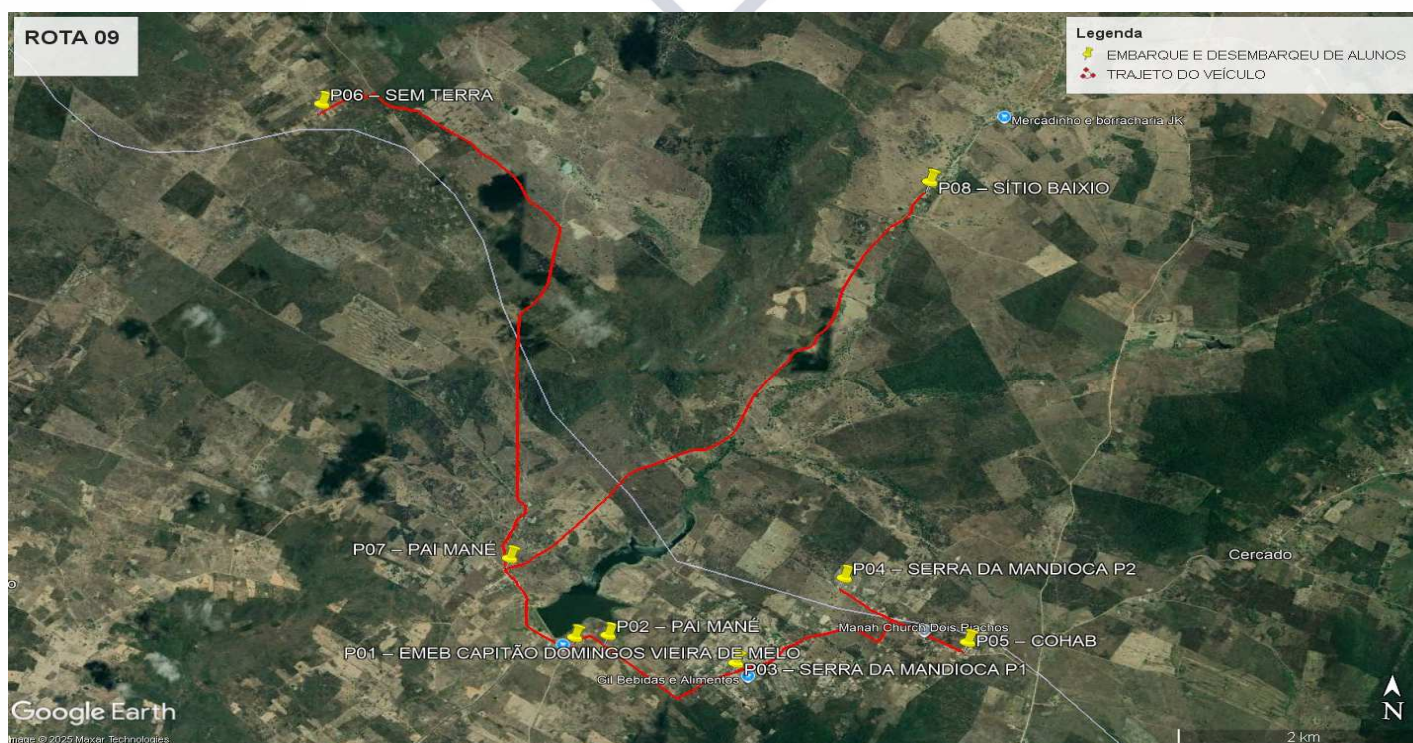 ROTA 09
Legenda
EMBARQUE E DESEMBARQEU DE ALUNOS
TRAJETO DO VEÍCULO
P06 – SEM TERRA
Mercadinho e borracharia JK
P08 – SÍTIO BAIXIO
P07 – PAI MANÉ
Cercado
o
P04 – SERRA DA MANDIOCA P2
P02 – PAI MANÉ
Manah Church Dois Riachos
P05 – COHAB
P01 – EMEB CAPITÃO DOMINGOS VIEIRA DE MELO
P03 – SERRA DA MANDIOCA P1
Gil Bebidas e Alimentos
Google Earth
N
Image © 2025 Maxar Technologies
2 km